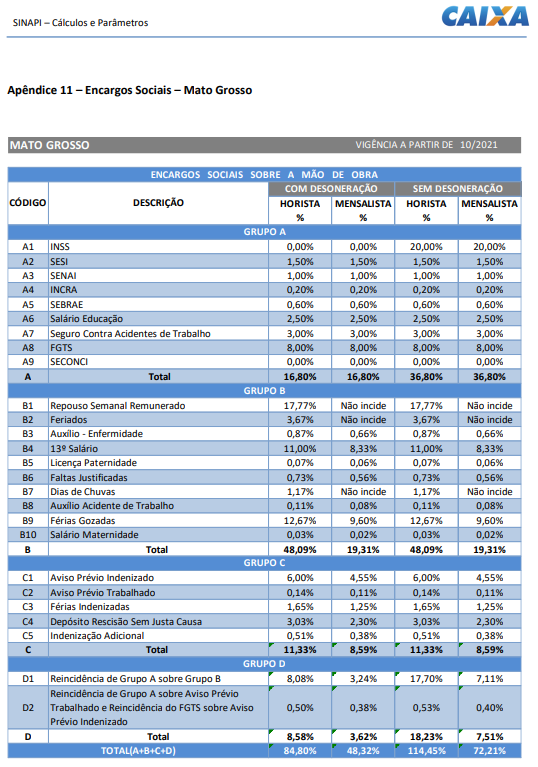 SINAPI – Cálculos e Parâmetros
CAIXA
Apêndice 11 – Encargos Sociais – Mato Grosso
MATO GROSSO VIGÊNCIA A PARTIR DE 10/2021
ENCARGOS SOCIAIS SOBRE A MÃO DE OBRA
CÓDIGO DESCRIÇÃO COM DESONERAÇÃO SEM DESONERAÇÃO
HORISTA MENSALISTA HORISTA MENSALISTA
% % % %
GRUPO A
A1 INSS 0,00% 0,00% 20,00% 20,00%
A2 SESI 1,50% 1,50% 1,50% 1,50%
A3 SENAI 1,00% 1,00% 1,00% 1,00%
A4 INCRA 0,20% 0,20% 0,20% 0,20%
A5 SEBRAE 0,60% 0,60% 0,60% 0,60%
A6 Salário Educação 2,50% 2,50% 2,50% 2,50%
A7 Seguro Contra Acidentes de Trabalho 3,00% 3,00% 3,00% 3,00%
A8 FGTS 8,00% 8,00% 8,00% 8,00%
A9 SECONCI 0,00% 0,00% 0,00% 0,00%
A Total 16,80% 16,80% 36,80% 36,80%
GRUPO B
B1 Repouso Semanal Remunerado 17,77% Não incide 17,77% Não incide
B2 Feriados 3,67% Não incide 3,67% Não incide
B3 Auxílio - Enfermidade 0,87% 0,66% 0,87% 0,66%
B4 13º Salário 11,00% 8,33% 11,00% 8,33%
B5 Licença Paternidade 0,07% 0,06% 0,07% 0,06%
B6 Faltas Justificadas 0,73% 0,56% 0,73% 0,56%
B7 Dias de Chuvas 1,17% Não incide 1,17% Não incide
B8 Auxílio Acidente de Trabalho 0,11% 0,08% 0,11% 0,08%
B9 Férias Gozadas 12,67% 9,60% 12,67% 9,60%
B10 Salário Maternidade 0,03% 0,02% 0,03% 0,02%
B Total 48,09% 19,31% 48,09% 19,31%
GRUPO C
C1 Aviso Prévio Indenizado 6,00% 4,55% 6,00% 4,55%
C2 Aviso Prévio Trabalhado 0,14% 0,11% 0,14% 0,11%
C3 Férias Indenizadas 1,65% 1,25% 1,65% 1,25%
C4 Depósito Rescisão Sem Justa Causa 3,03% 2,30% 3,03% 2,30%
C5 Indenização Adicional 0,51% 0,38% 0,51% 0,38%
C Total 11,33% 8,59% 11,33% 8,59%
GRUPO D
D1 Reincidência de Grupo A sobre Grupo B 8,08% 3,24% 17,70% 7,11%
Reincidência de Grupo A sobre Aviso Prévio
D2 Trabalhado e Reincidência do FGTS sobre Aviso 0,50% 0,38% 0,53% 0,40%
Prévio Indenizado
D Total 8,58% 3,62% 18,23% 7,51%
TOTAL(A+B+C+D) 84,80% 48,32% 114,45% 72,21%